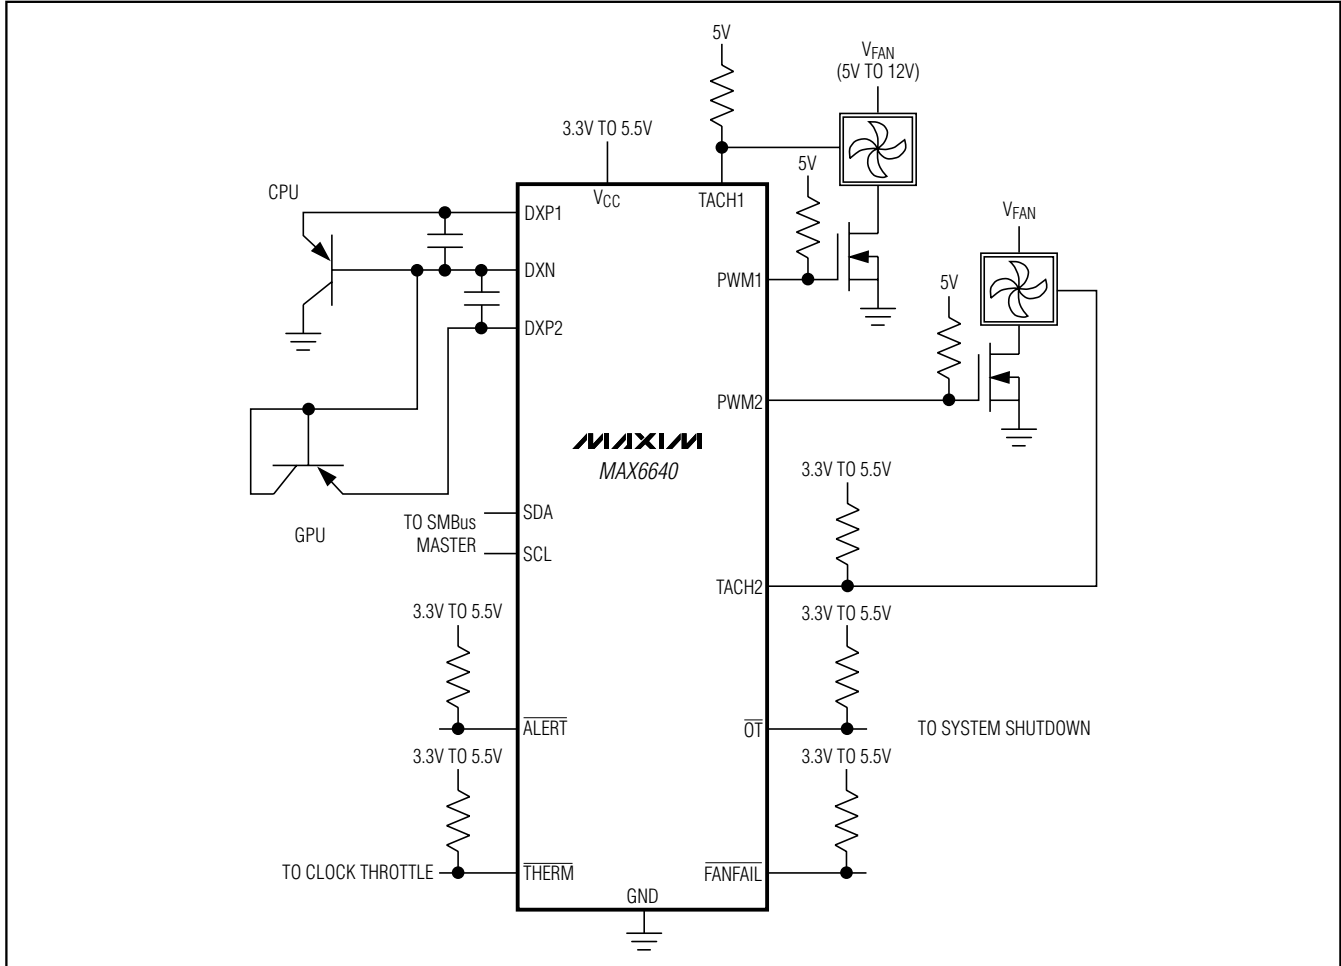 5V
VFAN
(5V TO 12V)
3.3V TO 5.5V
5V
CPU
VCC
TACH1
DXP1
VFAN
DXN
PWM1
5V
DXP2
PWM2
MAXIM
MAX6640
3.3V TO 5.5V
SDA
TO SMBus
MASTER
GPU
SCL
TACH2
3.3V TO 5.5V
3.3V TO 5.5V
ALERT
OT
TO SYSTEM SHUTDOWN
3.3V TO 5.5V
3.3V TO 5.5V
TO CLOCK THROTTLE
THERM
FANFAIL
GND